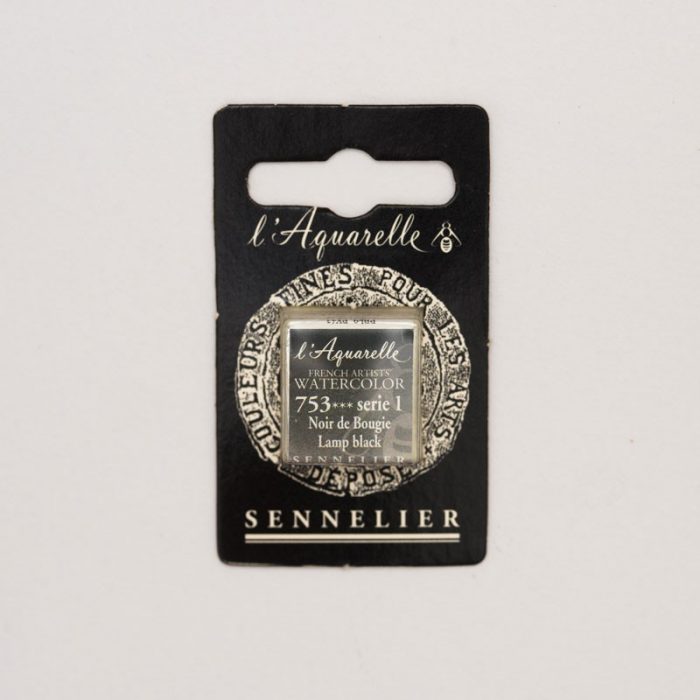 l'Aquarelle
COULEURS FINES POUR LES ARTS
l'Aquarelle
FRENCH ARTISTS'
WATERCOLOR
753*** serie 1
Noir de Bougie
Lamp black
SENNELIER
DÉPOSÉ
SENNELIER